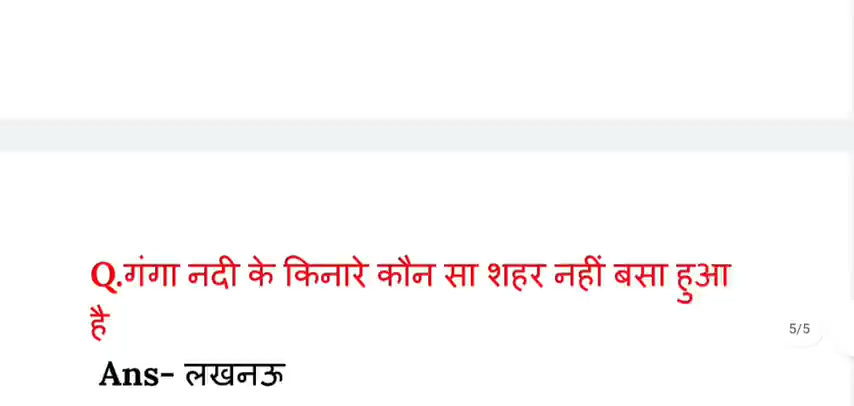 Q.गंगा नदी के किनारे कौन सा शहर नहीं बसा हुआ
है
5/5
Ans- लखनऊ